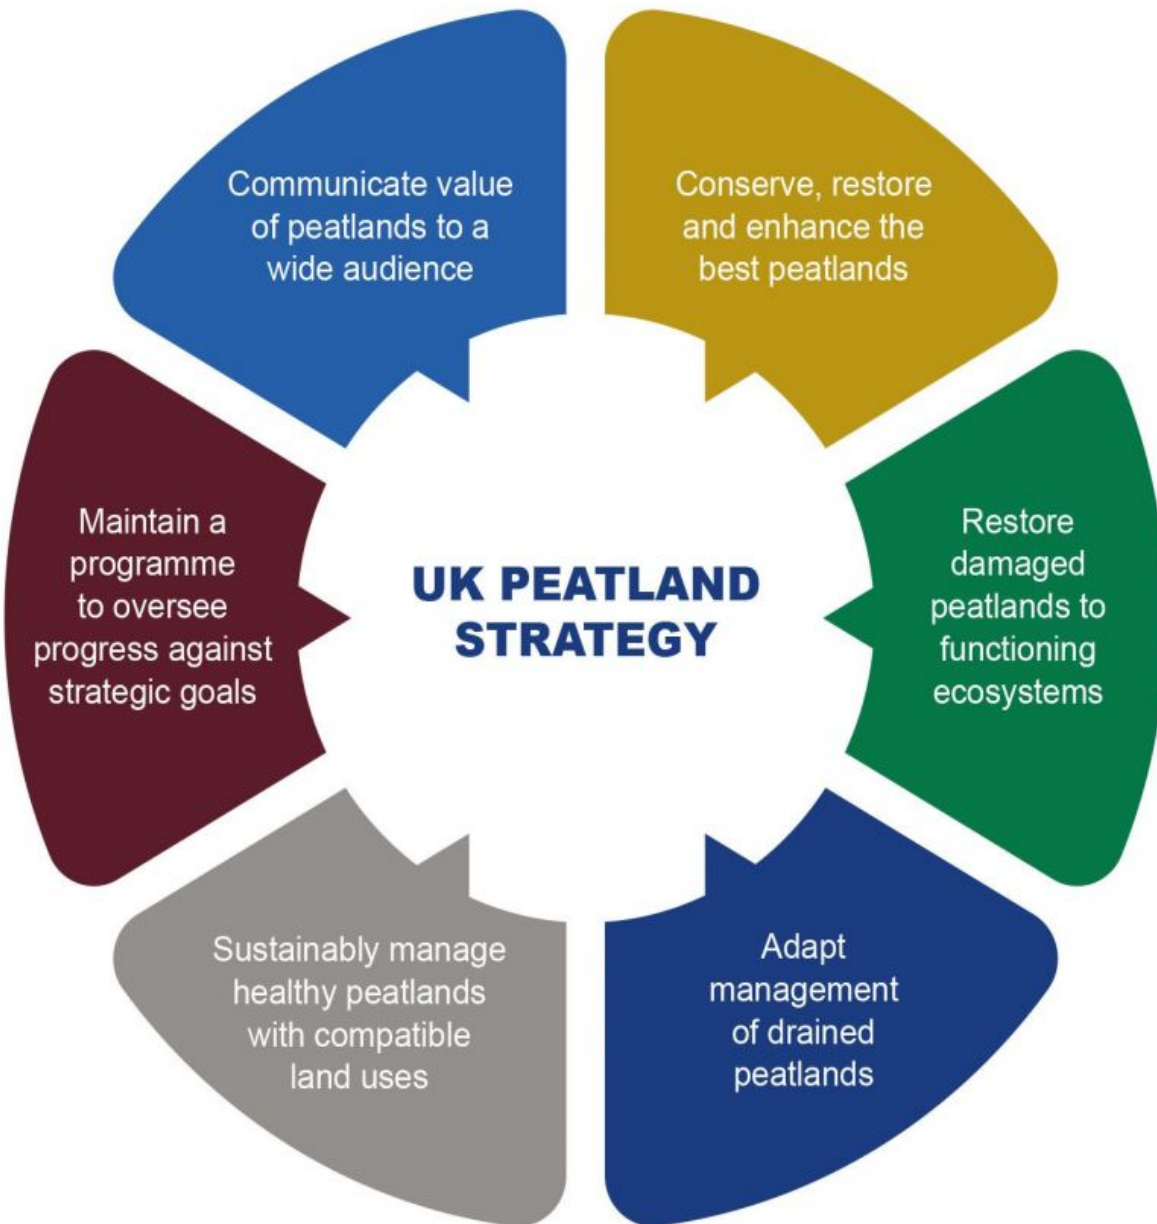 Communicate value
of peatlands to a
wide audience
Conserve, restore
and enhance the
best peatlands
Maintain a
programme
to oversee
progress against
strategic goals
UK PEATLAND
STRATEGY
Restore
damaged
peatlands to
functioning
ecosystems
Sustainably manage
healthy peatlands
with compatible
land uses
Adapt
management
of drained
peatlands